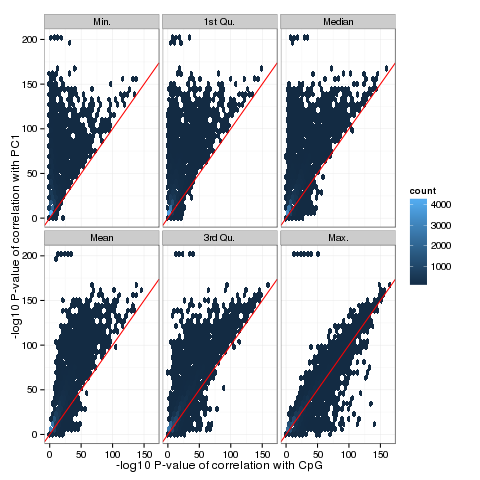 Min. 1st Qu. Median
200
150
100
50
0
Mean 3rd Qu. Max.
200
150
100
50
0
0 50 100 150 0 50 100 150 0 50 100 150
-log10 P-value of correlation with CpG
-log10 P-value of correlation with PC1
count
4000
3000
2000
1000